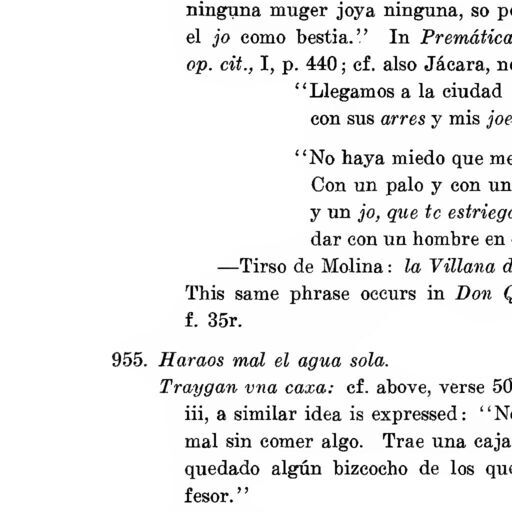 ninguna muger joya ninguna, so p
el jo como bestia." In Premática
op. cit., I, p. 440; cf. also Jácara, n
"Llegamos a la ciudad
con sus arres y mis joe
"No haya miedo que me
Con un palo y con un
y un jo, que te estrieg
dar con un hombre en
—Tirso de Molina: la Villana d
This same phrase occurs in Don Q
f. 35r.
955. Haraos mal el agua sola.
Traygan vna caxa: cf. above, verse 50
iii, a similar idea is expressed: "N
mal sin comer algo. Trae una caja
quedado algún bizcocho de los que
fesor."